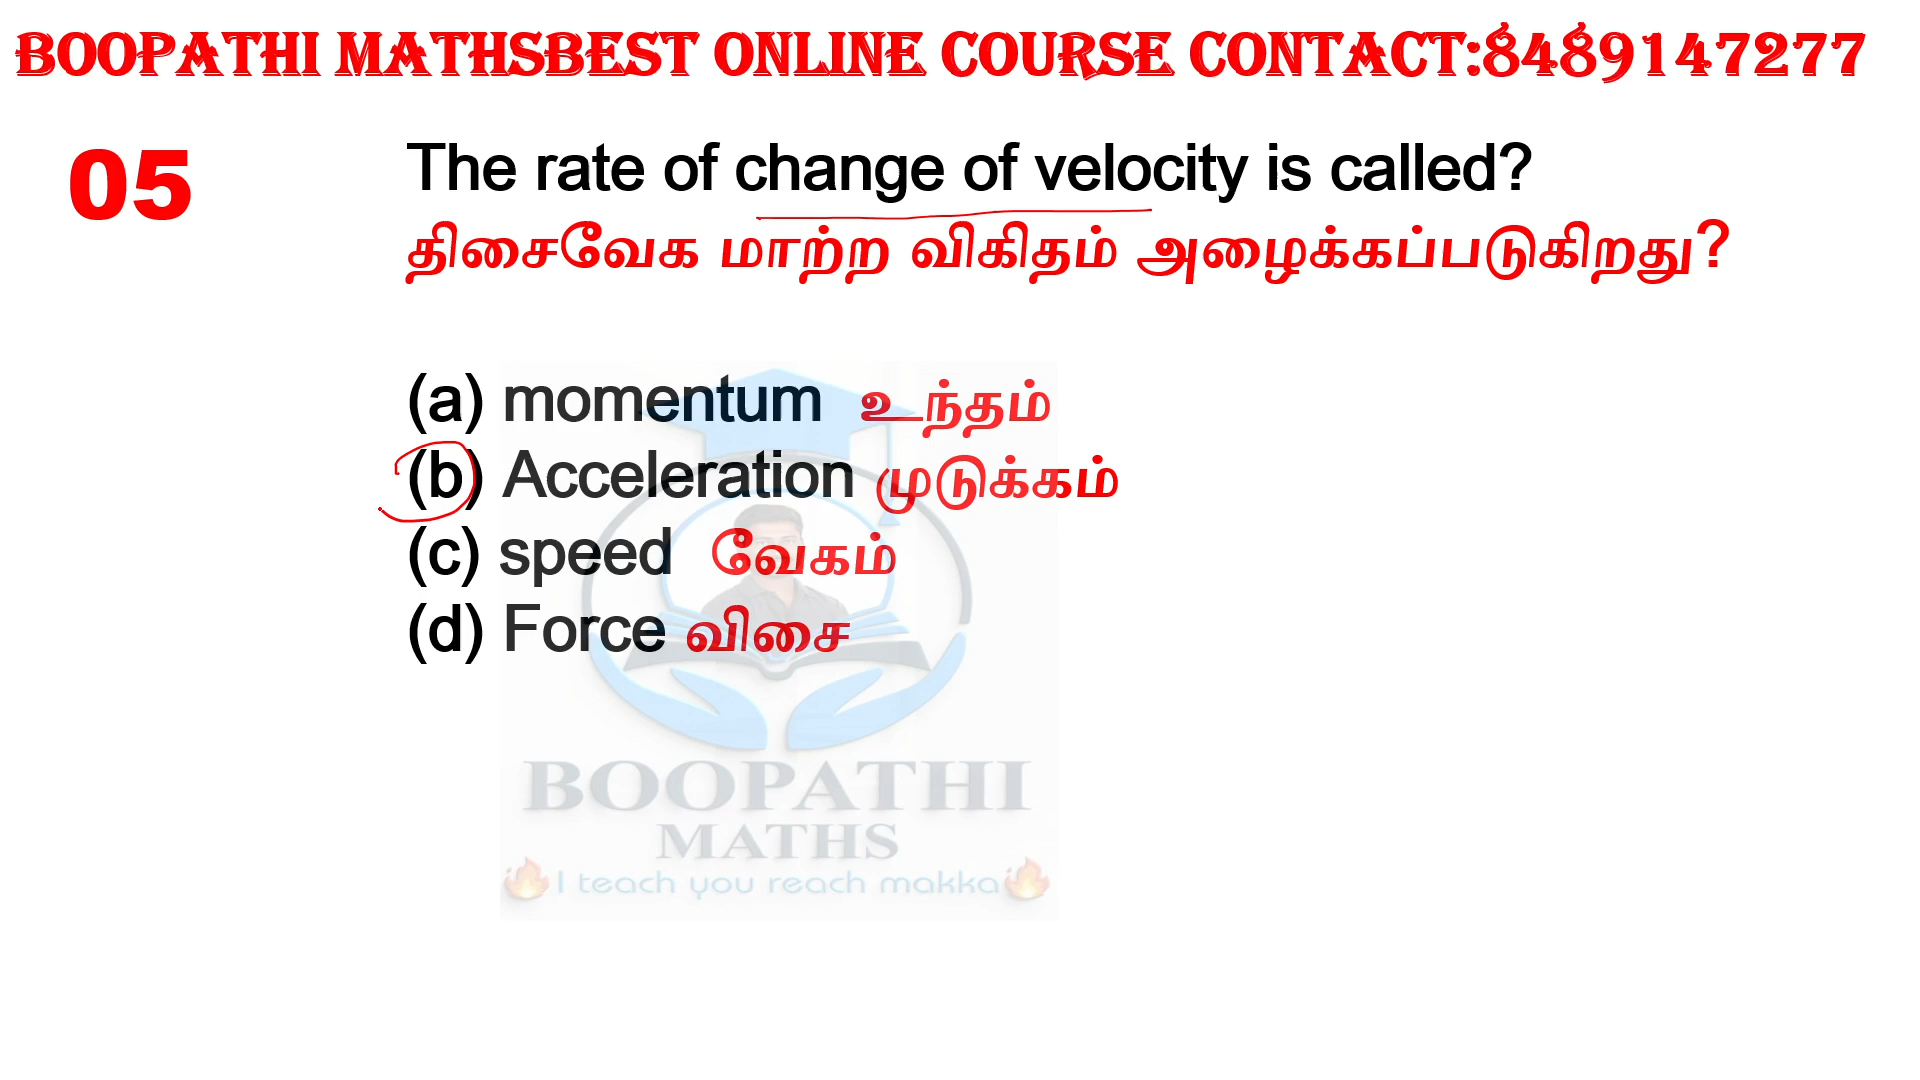 BOOPATHI MATHSBEST ONLINE COURSE CONTACT:8489147277
05
The rate of change of velocity is called?
திசைவேக மாற்ற விகிதம் அழைக்கப்படுகிறது?
(a) momentum உந்தம்
(b) Acceleration முடுக்கம்
(c) speed வேகம்
(d) Force விசை
BOOPATHI
MATHS
I teach you reach makka